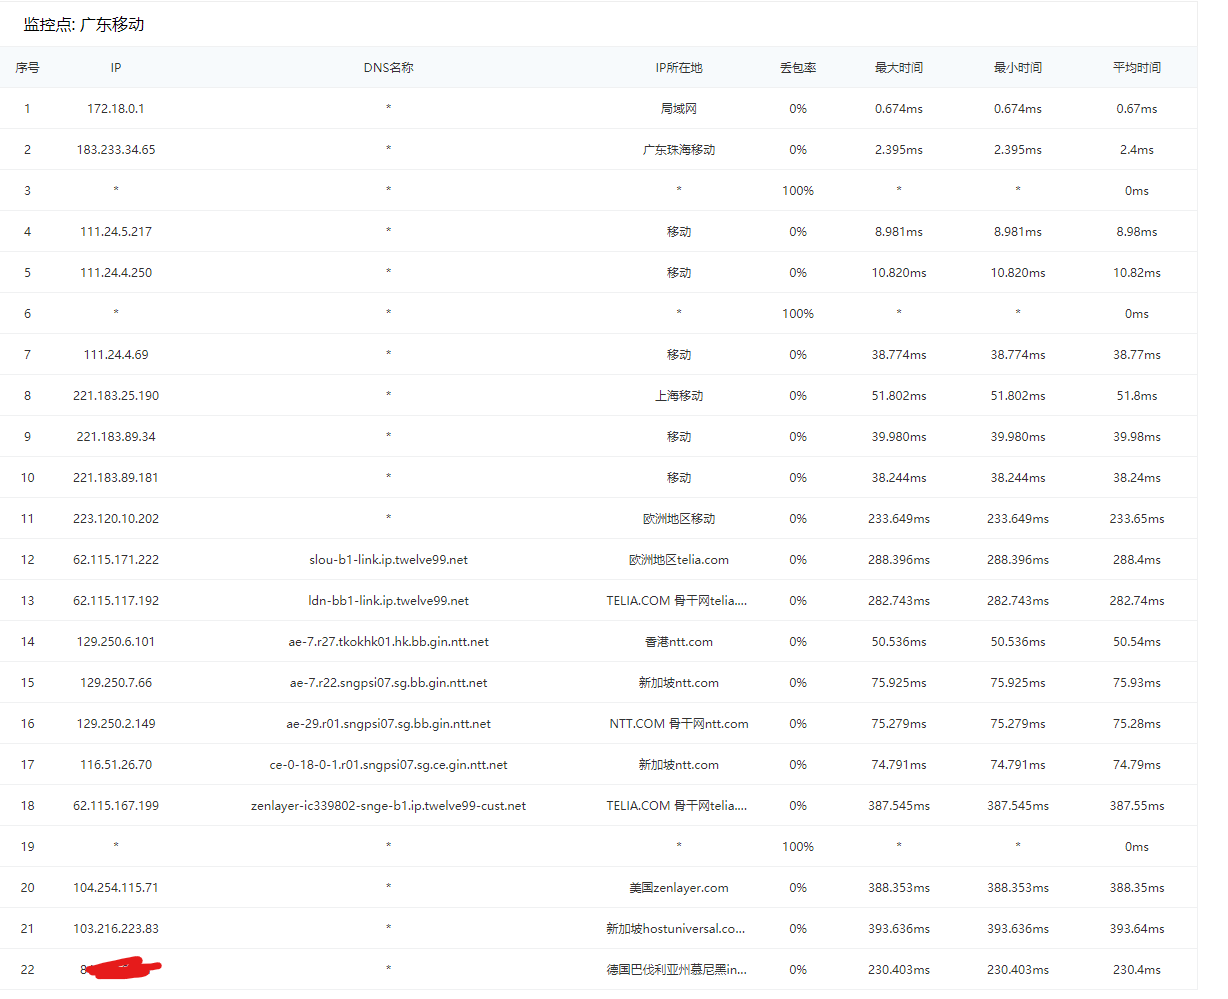 监控点: 广东移动
序号 IP DNS名称 IP所在地 丢包率 最大时间 最小时间 平均时间
1 172.18.0.1 * 局域网 0% 0.674ms 0.674ms 0.67ms
2 183.233.34.65 * 广东珠海移动 0% 2.395ms 2.395ms 2.4ms
3 * * * 100% * * 0ms
4 111.24.5.217 * 移动 0% 8.981ms 8.981ms 8.98ms
5 111.24.4.250 * 移动 0% 10.820ms 10.820ms 10.82ms
6 * * * 100% * * 0ms
7 111.24.4.69 * 移动 0% 38.774ms 38.774ms 38.77ms
8 221.183.25.190 * 上海移动 0% 51.802ms 51.802ms 51.8ms
9 221.183.89.34 * 移动 0% 39.980ms 39.980ms 39.98ms
10 221.183.89.181 * 移动 0% 38.244ms 38.244ms 38.24ms
11 223.120.10.202 * 欧洲地区移动 0% 233.649ms 233.649ms 233.65ms
12 62.115.171.222 slou-b1-link.ip.twelve99.net 欧洲地区telia.com 0% 288.396ms 288.396ms 288.4ms
13 62.115.117.192 ldn-bb1-link.ip.twelve99.net TELIA.COM 骨干网telia.... 0% 282.743ms 282.743ms 282.74ms
14 129.250.6.101 ae-7.r27.tkokhk01.hk.bb.gin.ntt.net 香港ntt.com 0% 50.536ms 50.536ms 50.54ms
15 129.250.7.66 ae-7.r22.sngpsi07.sg.bb.gin.ntt.net 新加坡ntt.com 0% 75.925ms 75.925ms 75.93ms
16 129.250.2.149 ae-29.r01.sngpsi07.sg.bb.gin.ntt.net NTT.COM 骨干网ntt.com 0% 75.279ms 75.279ms 75.28ms
17 116.51.26.70 ce-0-18-0-1.r01.sngpsi07.sg.ce.gin.ntt.net 新加坡ntt.com 0% 74.791ms 74.791ms 74.79ms
18 62.115.167.199 zenlayer-ic339802-snge-b1.ip.twelve99-cust.net TELIA.COM 骨干网telia.... 0% 387.545ms 387.545ms 387.55ms
19 * * * 100% * * 0ms
20 104.254.115.71 * 美国zenlayer.com 0% 388.353ms 388.353ms 388.35ms
21 103.216.223.83 * 新加坡hostuniversal.co... 0% 393.636ms 393.636ms 393.64ms
22 * 德国巴伐利亚州慕尼黑in... 0% 230.403ms 230.403ms 230.4ms